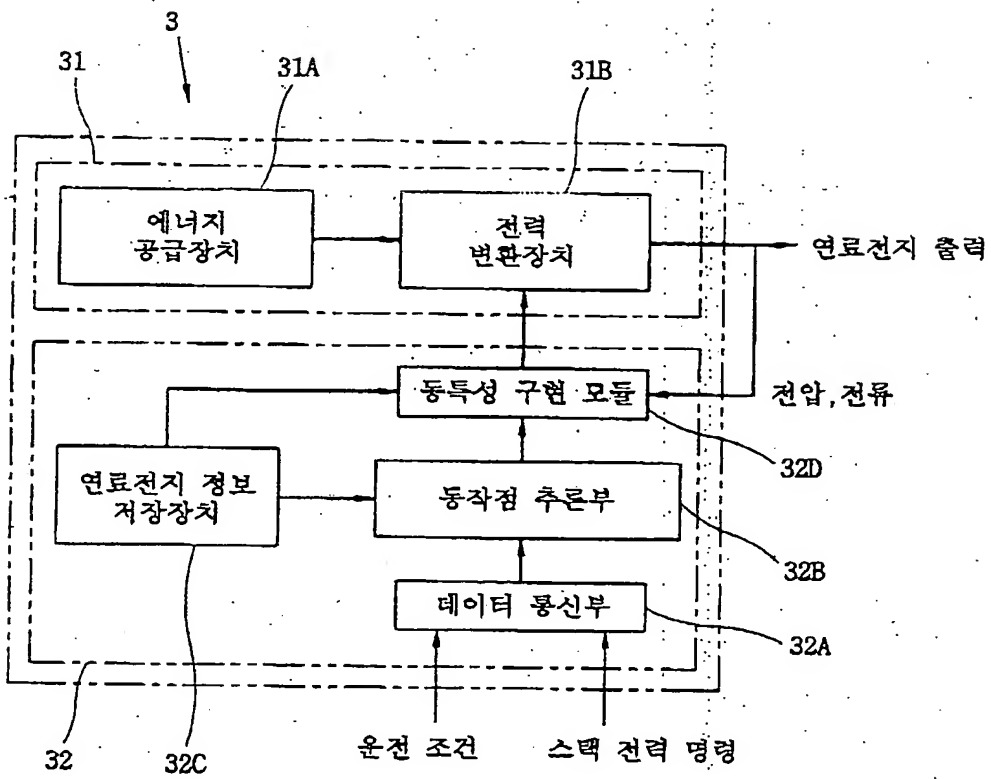 3
31
31A
31B
에너지
공급장치
전력
변환장치
연료전지 출력
동특성 구현 모듈
전압,전류
32D
연료전지 정보
저장장치
동작점 추론부
32B
데이터 통신부
32A
32
32C
운전 조건
스택 전력 명령